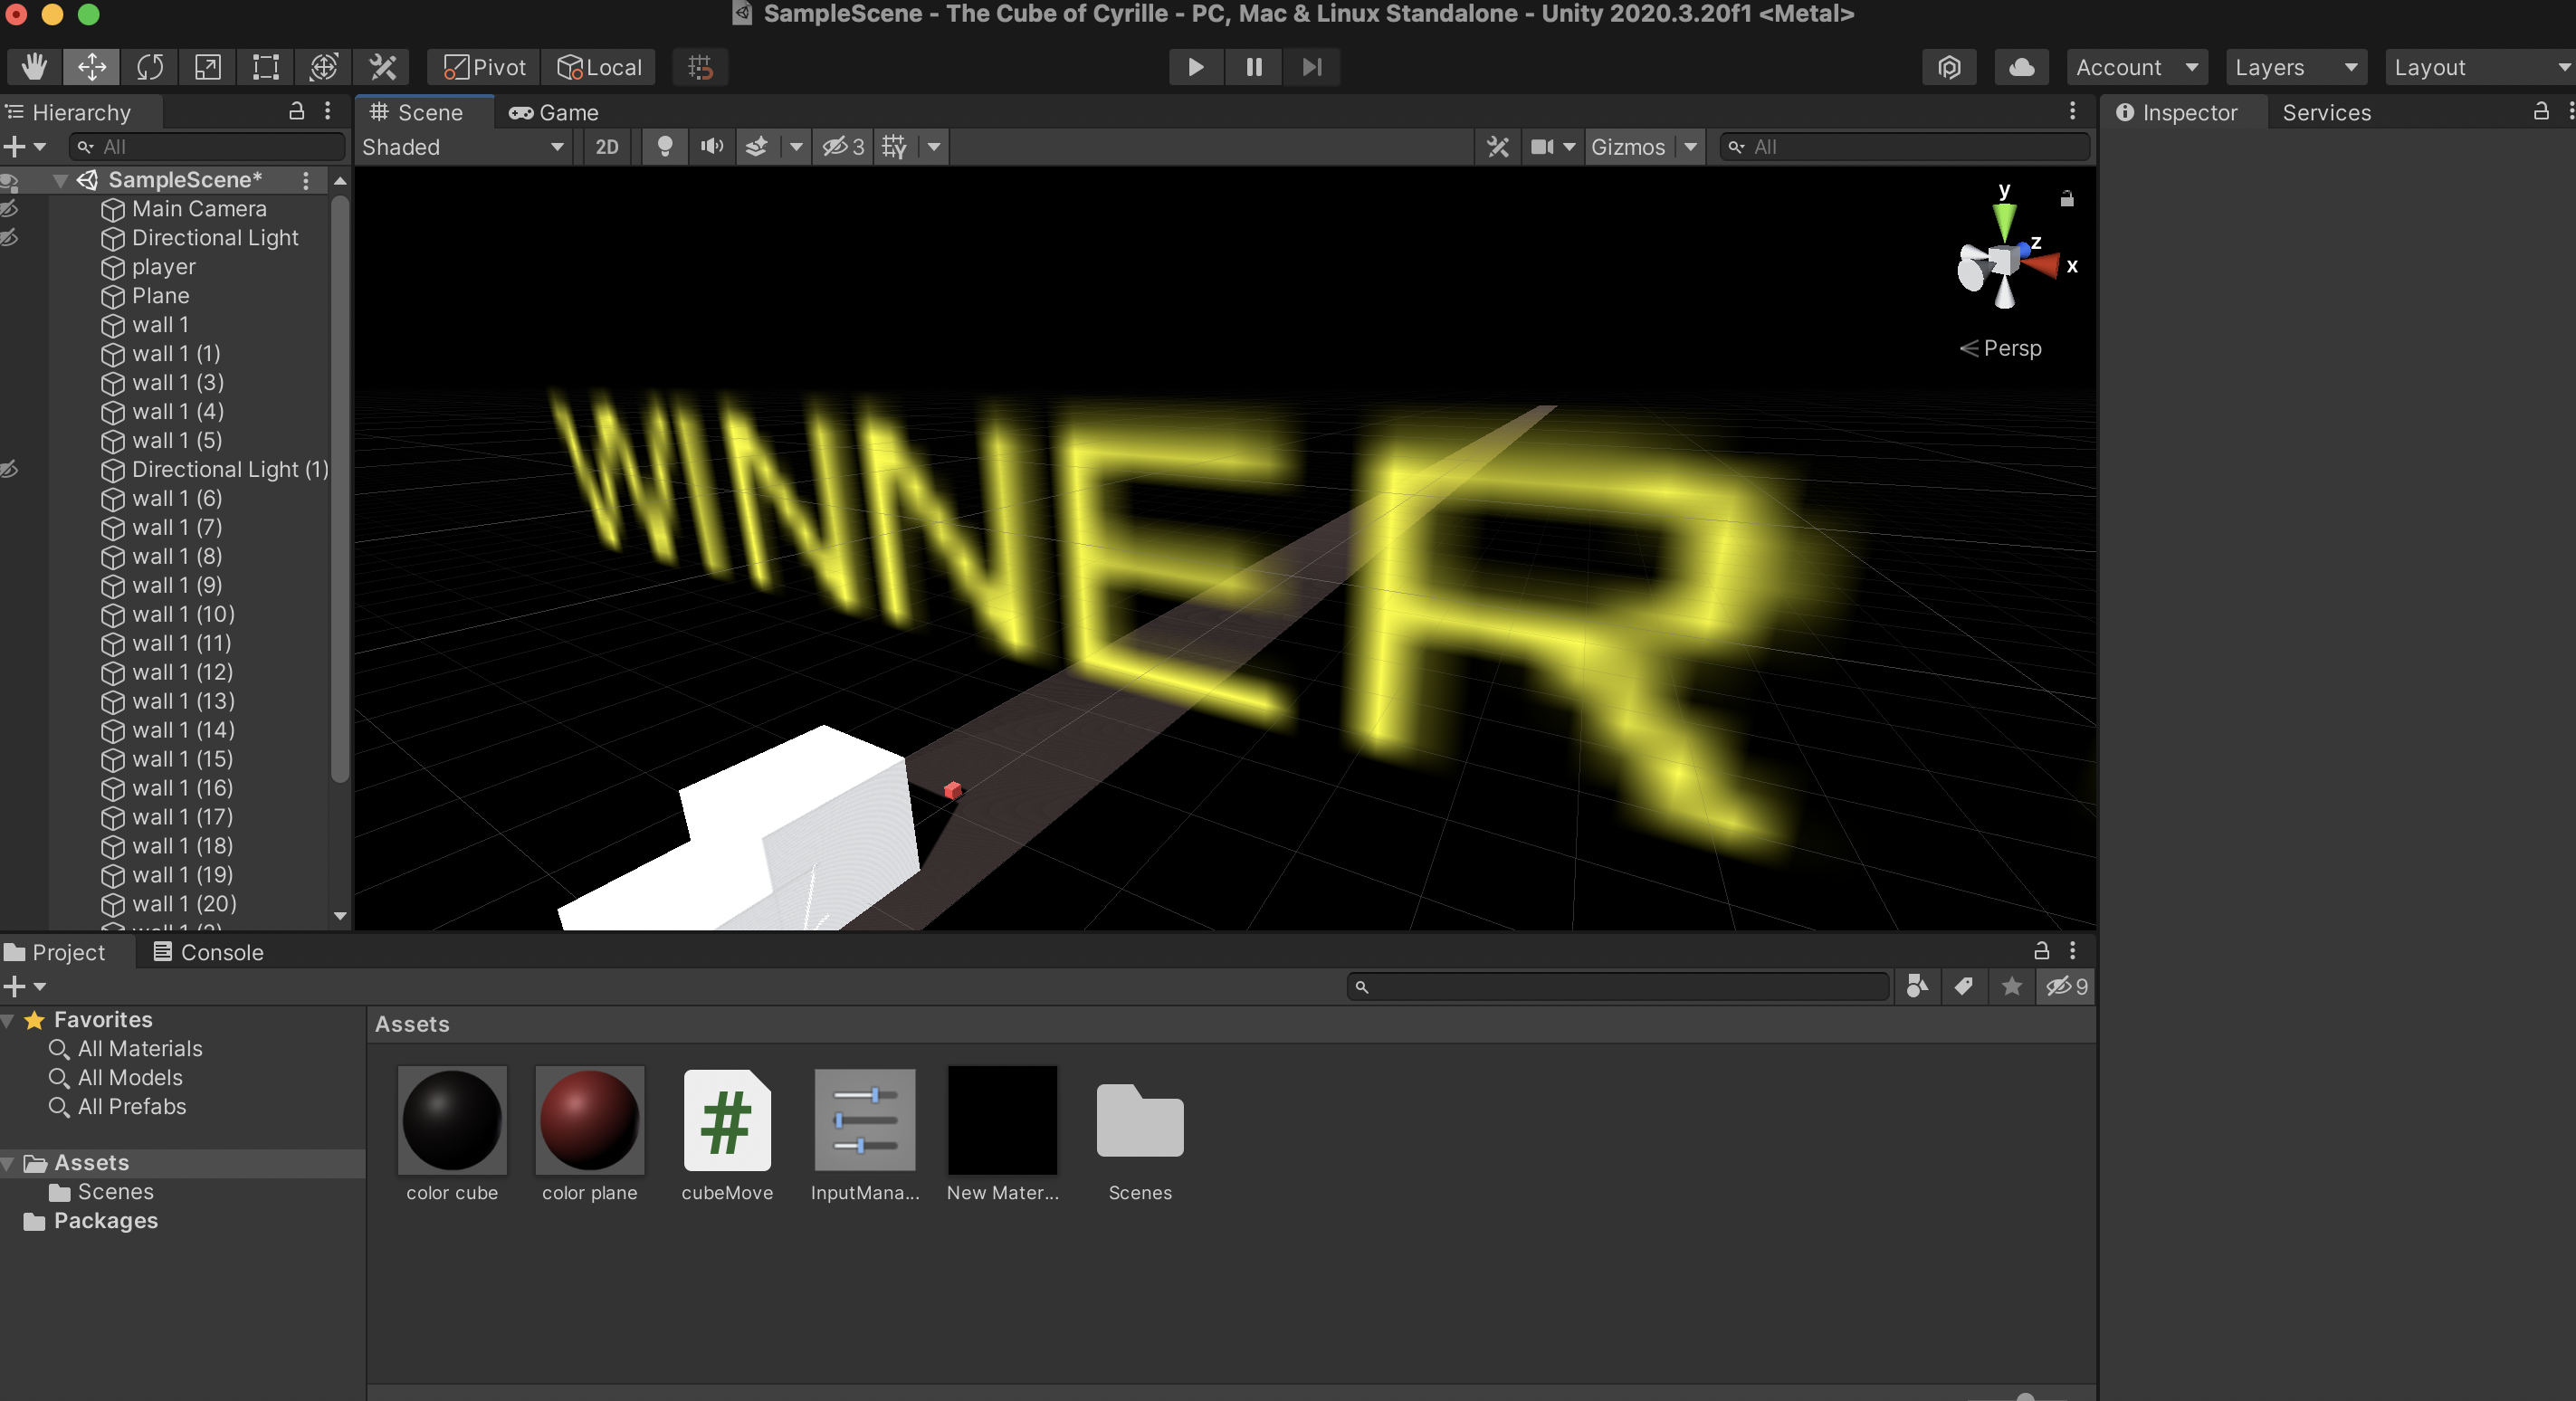 SampleScene - The Cube of Cyrille - PC, Mac & Linux Standalone - Unity 2020.3.20f1 <Metal>
Pivot Local Account Layers Layout
Hierarchy
All
SampleScene*
Main Camera
Directional Light
player
Plane
wall 1
wall 1 (1)
wall 1 (3)
wall 1 (4)
wall 1 (5)
Directional Light (1)
wall 1 (6)
wall 1 (7)
wall 1 (8)
wall 1 (9)
wall 1 (10)
wall 1 (11)
wall 1 (12)
wall 1 (13)
wall 1 (14)
wall 1 (15)
wall 1 (16)
wall 1 (17)
wall 1 (18)
wall 1 (19)
wall 1 (20)
Scene Game
Shaded 2D 3 Gizmos All
y
z
x
Persp
WINNER
Inspector Services
Project Console
9
Favorites
All Materials
All Models
All Prefabs
Assets
Scenes
Packages
Assets
color cube color plane cubeMove InputMana... New Mater... Scenes